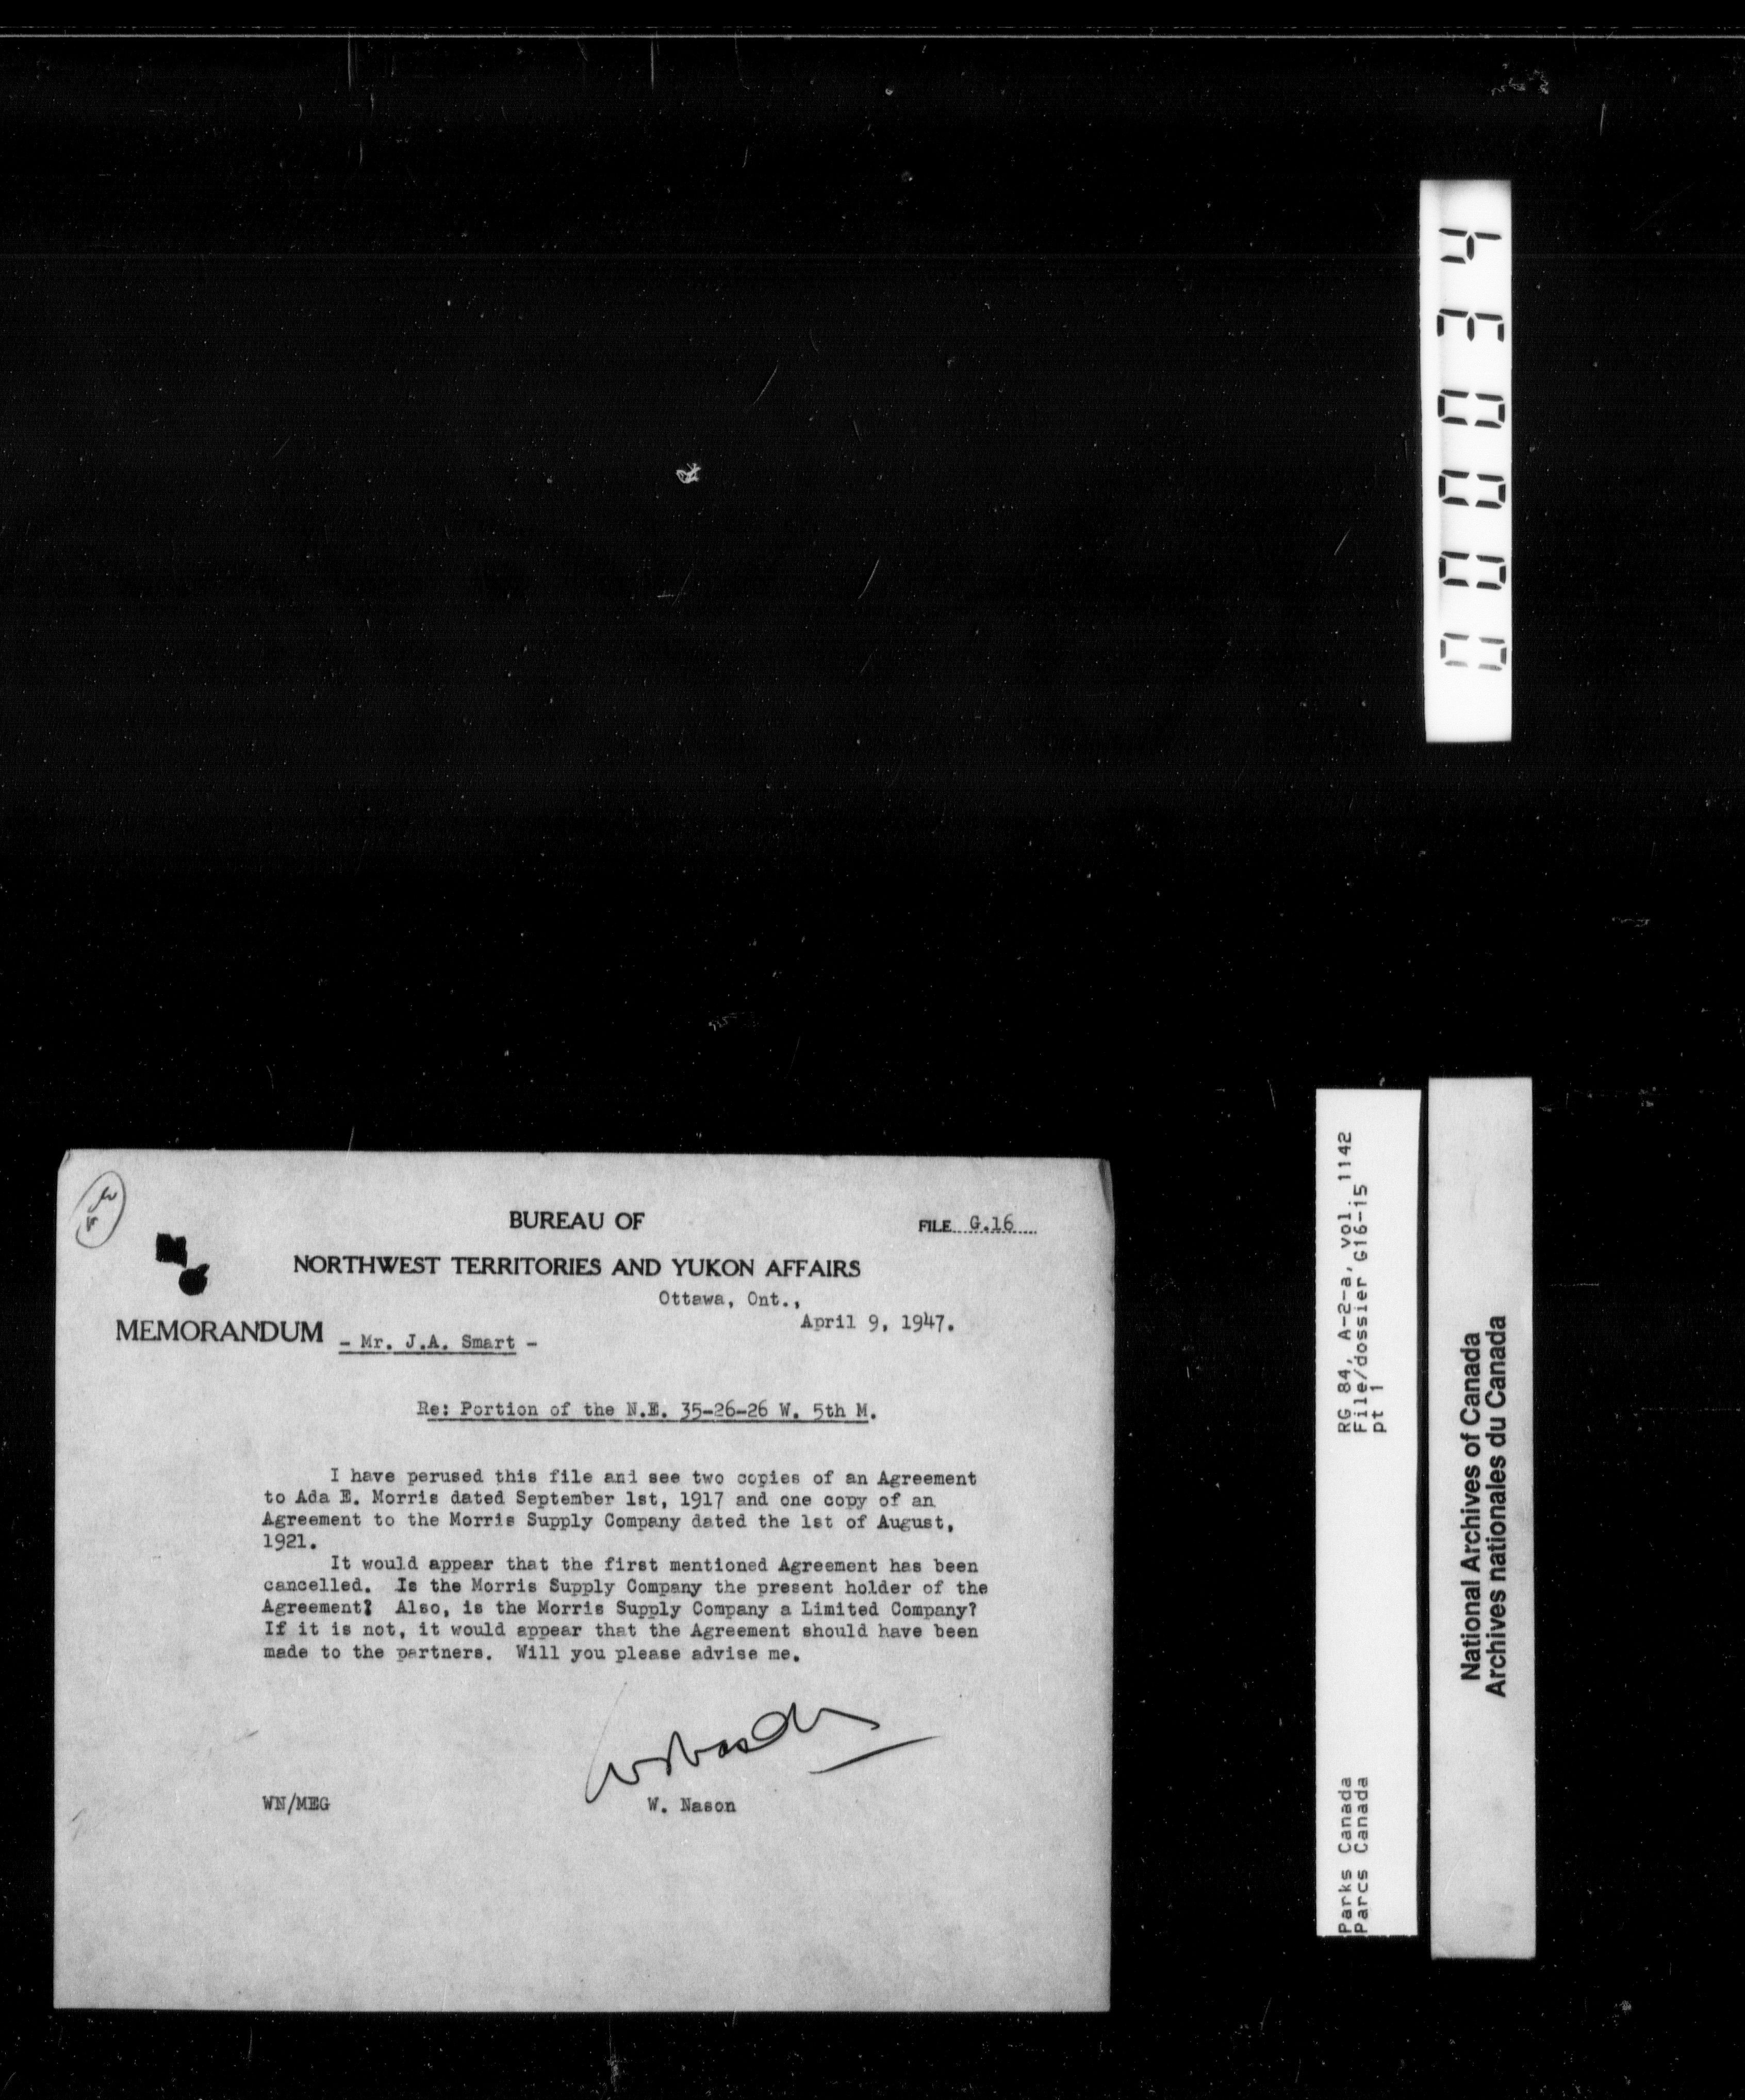 000034
BUREAU OF
FILE G.16
NORTHWEST TERRITORIES AND YUKON AFFAIRS
Ottawa, Ont.,
April 9, 1947.
MEMORANDUM - Mr. J.A. Smart -
Re: Portion of the N.E. 35-26-26 W. 5th M.
I have perused this file and see two copies of an Agreement
to Ada E. Morris dated September 1st, 1917 and one copy of an
Agreement to the Morris Supply Company dated the 1st of August,
1921.
It would appear that the first mentioned Agreement has been
cancelled. Is the Morris Supply Company the present holder of the
Agreement? Also, is the Morris Supply Company a Limited Company?
If it is not, it would appear that the Agreement should have been
made to the partners. Will you please advise me.
WN/MEG
W. Nason
Parks Canada
Parcs Canada
RG 84, A-2-a, vol. 1142
File/dossier G16-15
pt 1
National Archives of Canada
Archives nationales du Canada